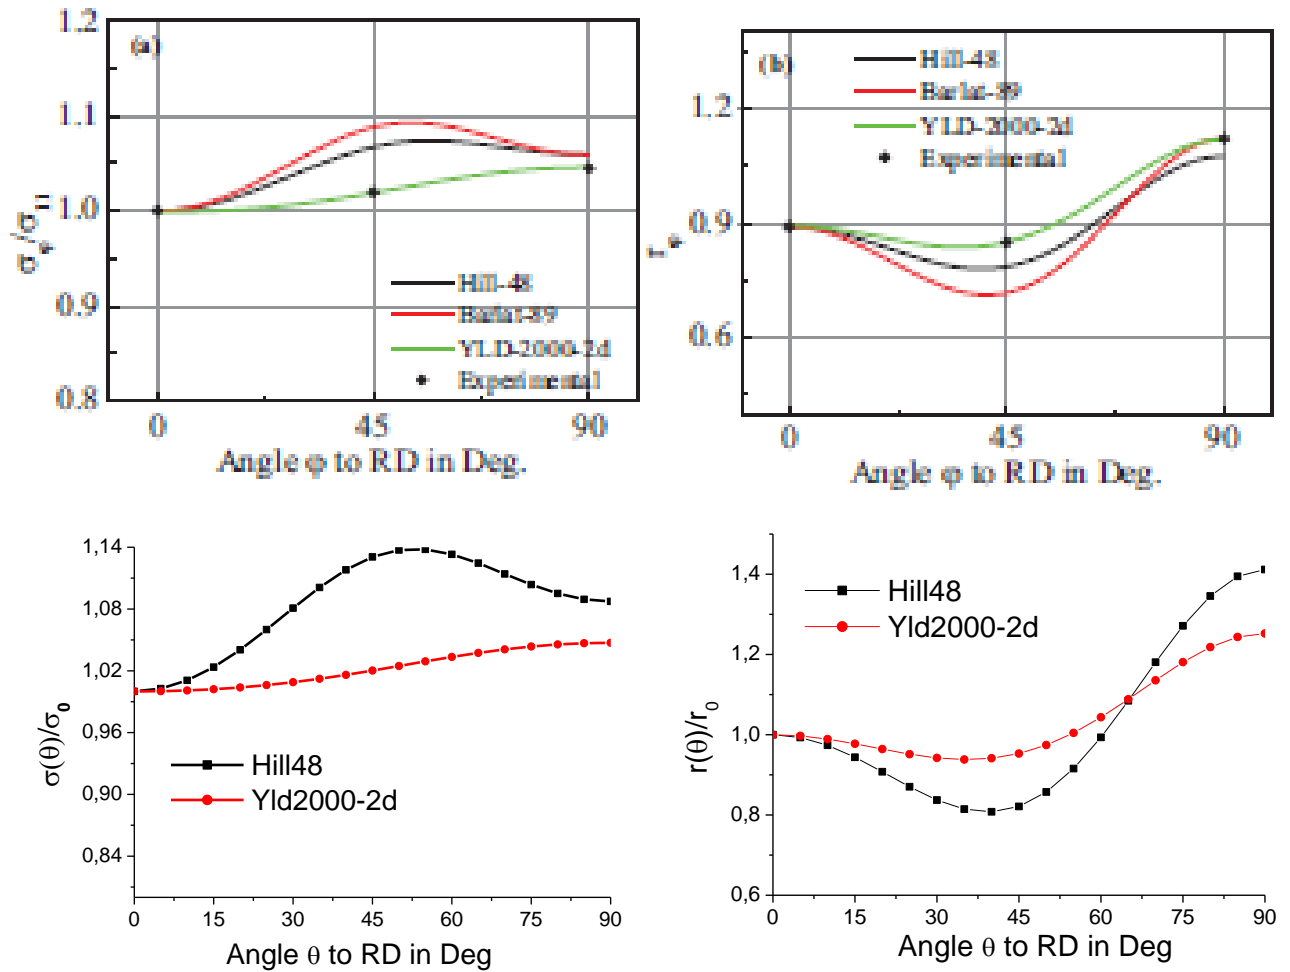 1.2
1.1
1.0
0.9
0.8
(a)
σφ/σ11
Hill-48
Barlat-89
YLD-2000-2d
Experimental
0 45 90
Angle φ to RD in Deg.
(b)
Hill-48
Barlat-89
YLD-2000-2d
Experimental
1.2
0.9
0.6
rφ
0 45 90
Angle φ to RD in Deg.
1,14
1,08
1,02
0,96
0,90
0,84
σ(θ)/σ0
Hill48
Yld2000-2d
0 15 30 45 60 75 90
Angle θ to RD in Deg
1,4
1,2
1,0
0,8
0,6
r(θ)/r0
Hill48
Yld2000-2d
0 15 30 45 60 75 90
Angle θ to RD in Deg